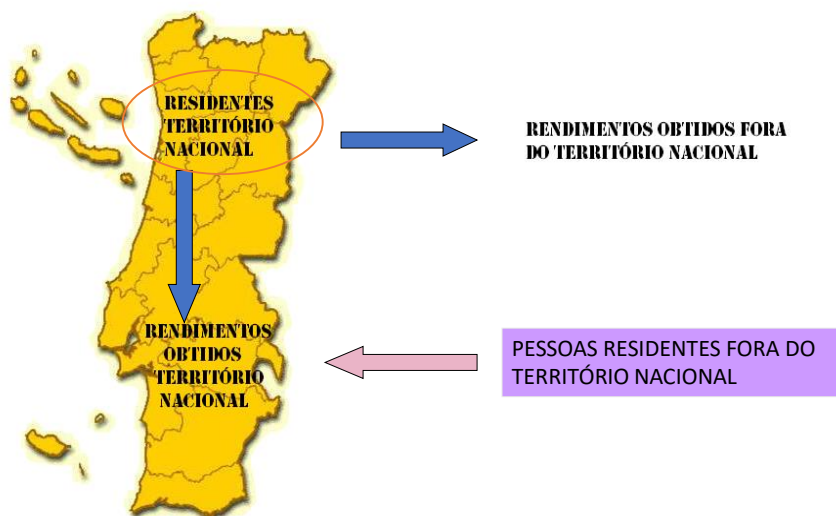 RESIDENTES
TERRITÓRIO
NACIONAL
RENDIMENTOS OBTIDOS FORA
DO TERRITÓRIO NACIONAL
RENDIMENTOS
OBTIDOS
TERRITÓRIO
NACIONAL
PESSOAS RESIDENTES FORA DO
TERRITÓRIO NACIONAL